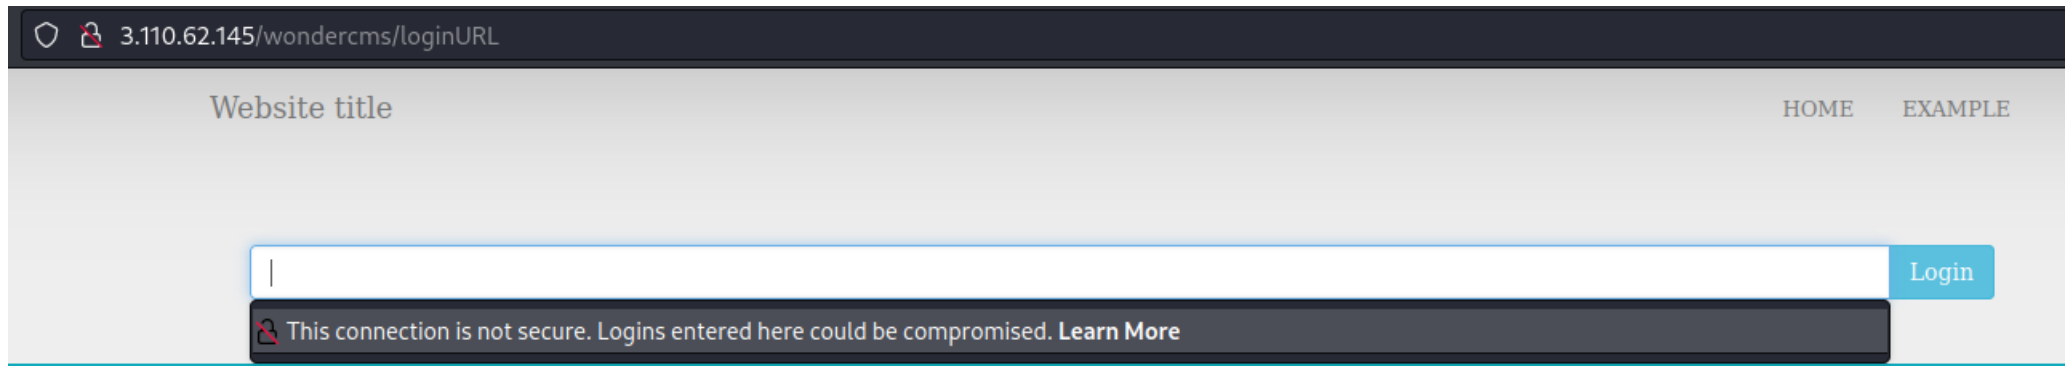 3.110.62.145/wondercms/loginURL
Website title HOME EXAMPLE
Login
This connection is not secure. Logins entered here could be compromised. Learn More